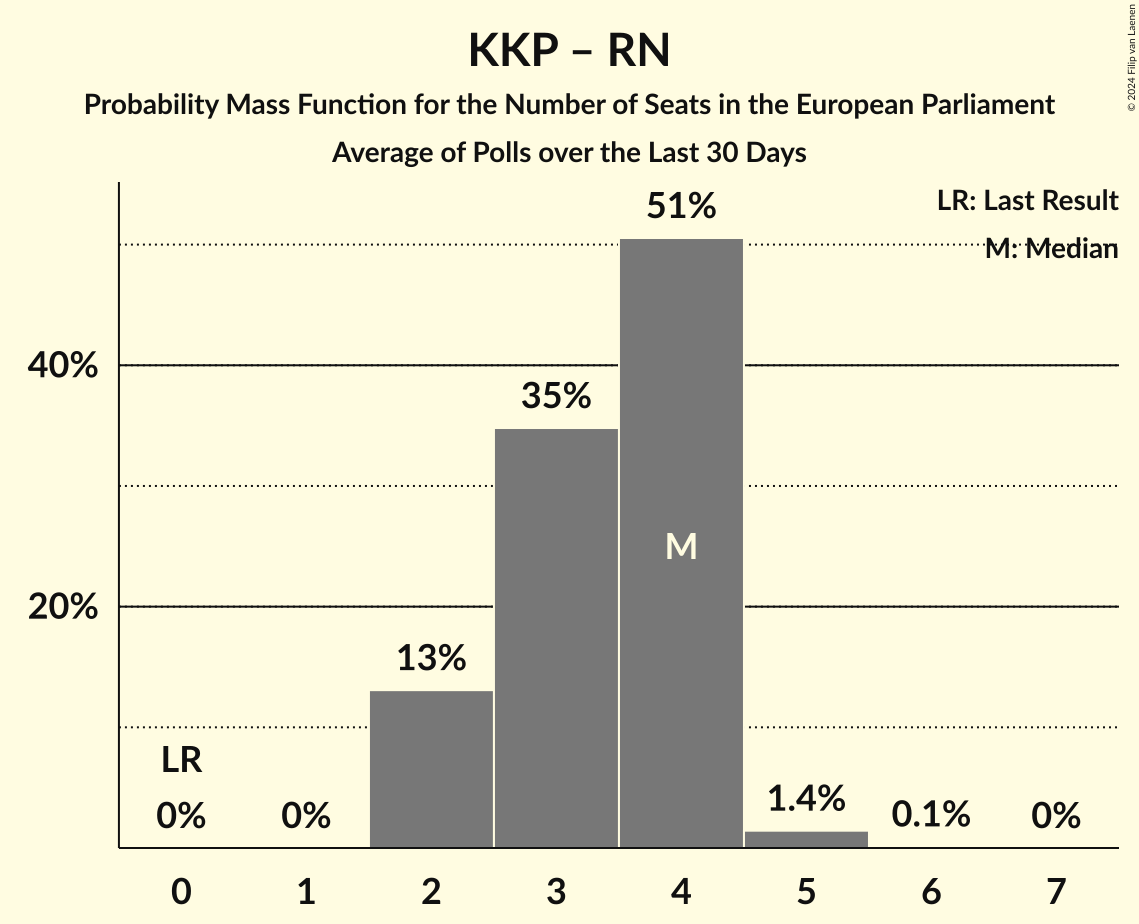 © 2024 Filip van Laenen
KKP – RN
Probability Mass Function for the Number of Seats in the European Parliament
Average of Polls over the Last 30 Days
LR: Last Result
M: Median
51%
40%
35%
M
20%
13%
LR
0%
0%
1.4%
0.1%
0%
0 1 2 3 4 5 6 7